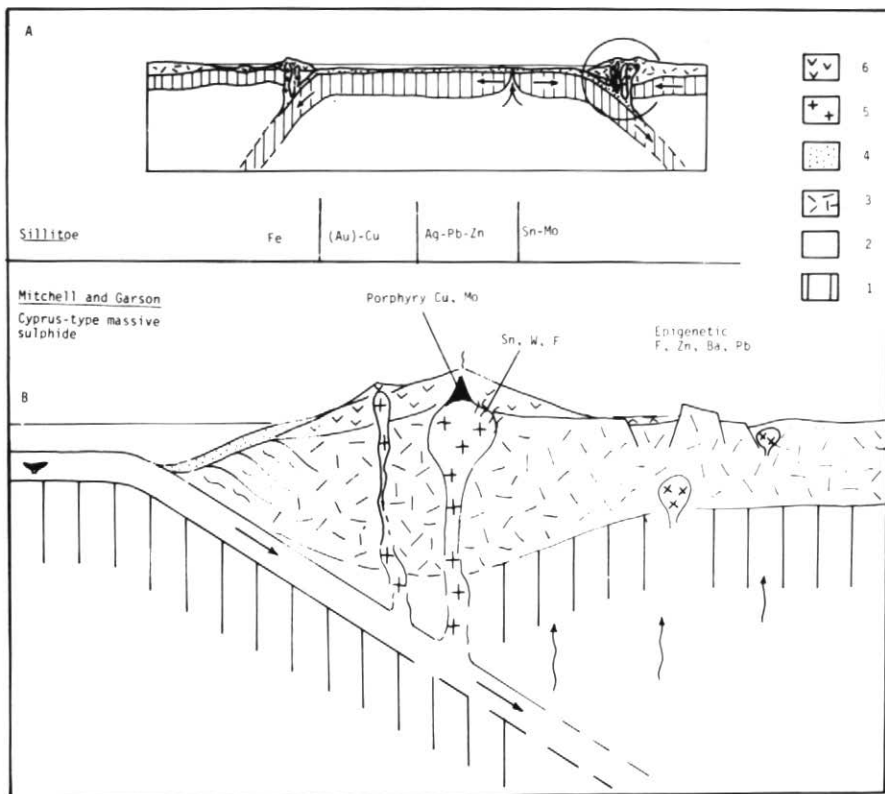 A
6
5
4
3
2
1
Sillitoe Fe (Au)-Cu Ag-Pb-Zn Sn-Mo
Mitchell and Garson
Cyprus-type massive
sulphide
Porphyry Cu, Mo
Sn, W, F
Epigenetic
F, Zn, Ba, Pb
B